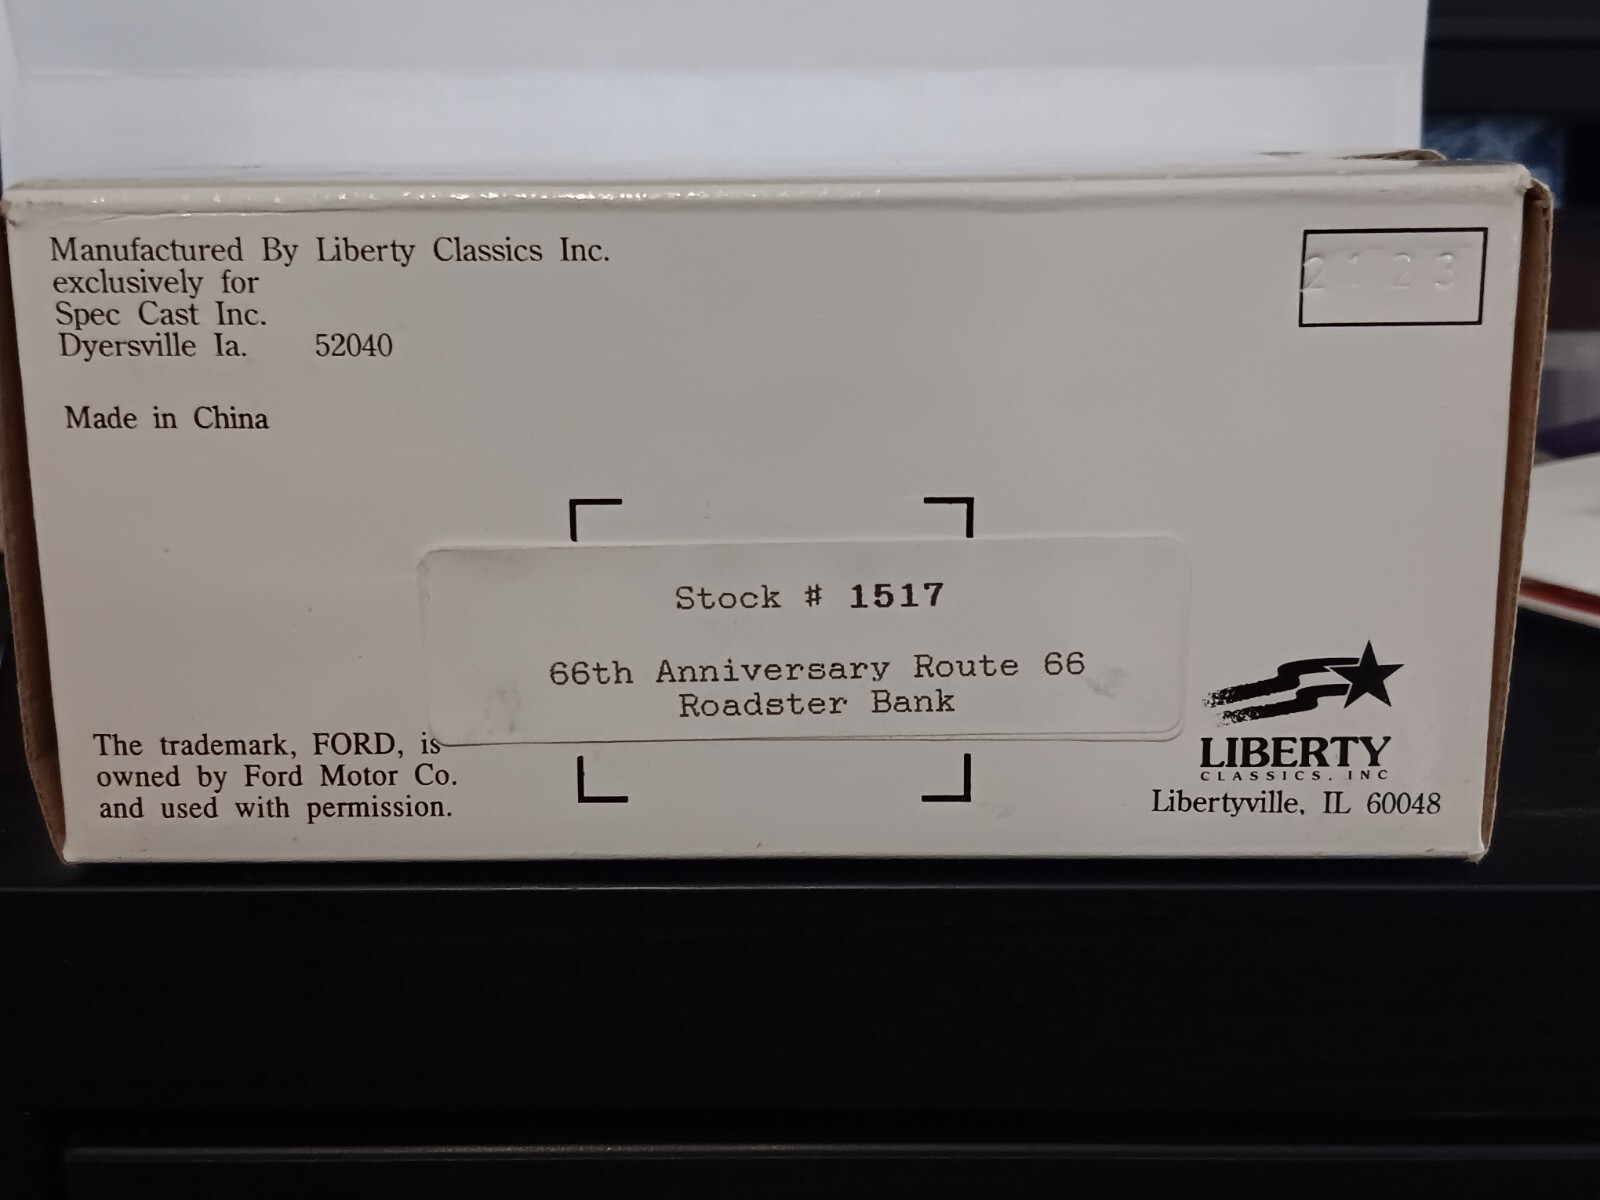 Manufactured By Liberty Classics Inc.
exclusively for
Spec Cast Inc.
Dyersville Ia. 52040
Made in China
2123
Stock # 1517
66th Anniversary Route 66
Roadster Bank
The trademark, FORD, is
owned by Ford Motor Co.
and used with permission.
LIBERTY
CLASSICS, INC
Libertyville, IL 60048